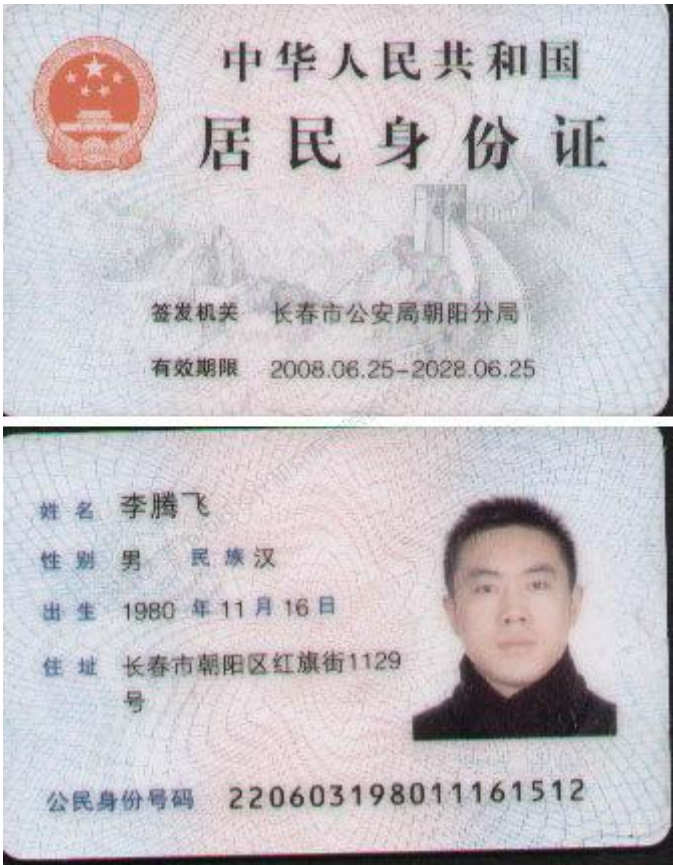 中华人民共和国
居民身份证
签发机关 长春市公安局朝阳分局
有效期限 2008.06.25-2028.06.25
姓名 李腾飞
性别 男 民族 汉
出生 1980 年 11 月 16 日
住址 长春市朝阳区红旗街1129
号
公民身份号码 220603198011161512